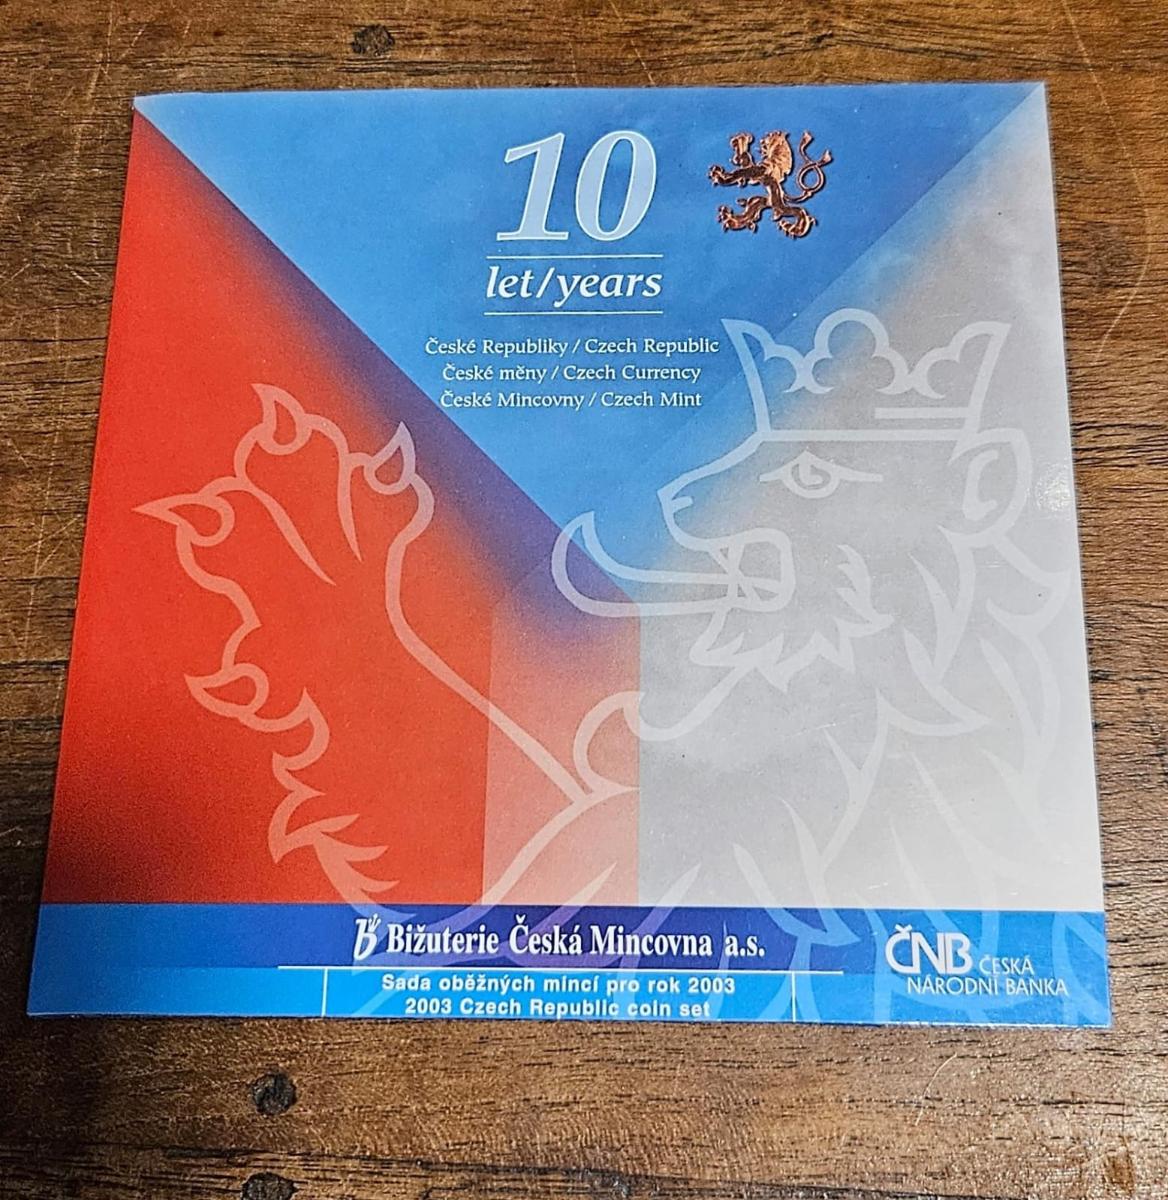 10
let/years
České Republiky / Czech Republic
České měny / Czech Currency
České Mincovny / Czech Mint
b Bižuterie Česká Mincovna a.s.
Sada oběžných mincí pro rok 2003
2003 Czech Republic coin set
ČNB ČESKÁ
NÁRODNÍ BANKA